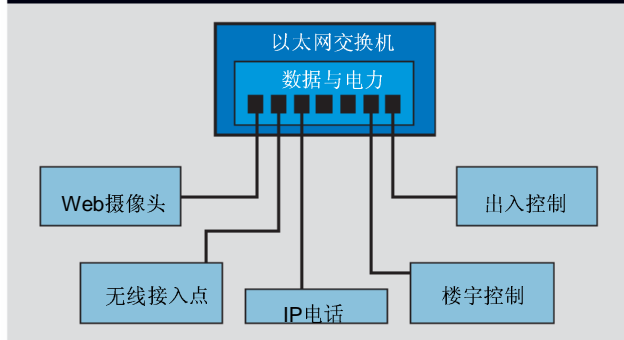 以太网交换机
数据与电力
Web摄像头
出入控制
无线接入点
IP电话
楼宇控制